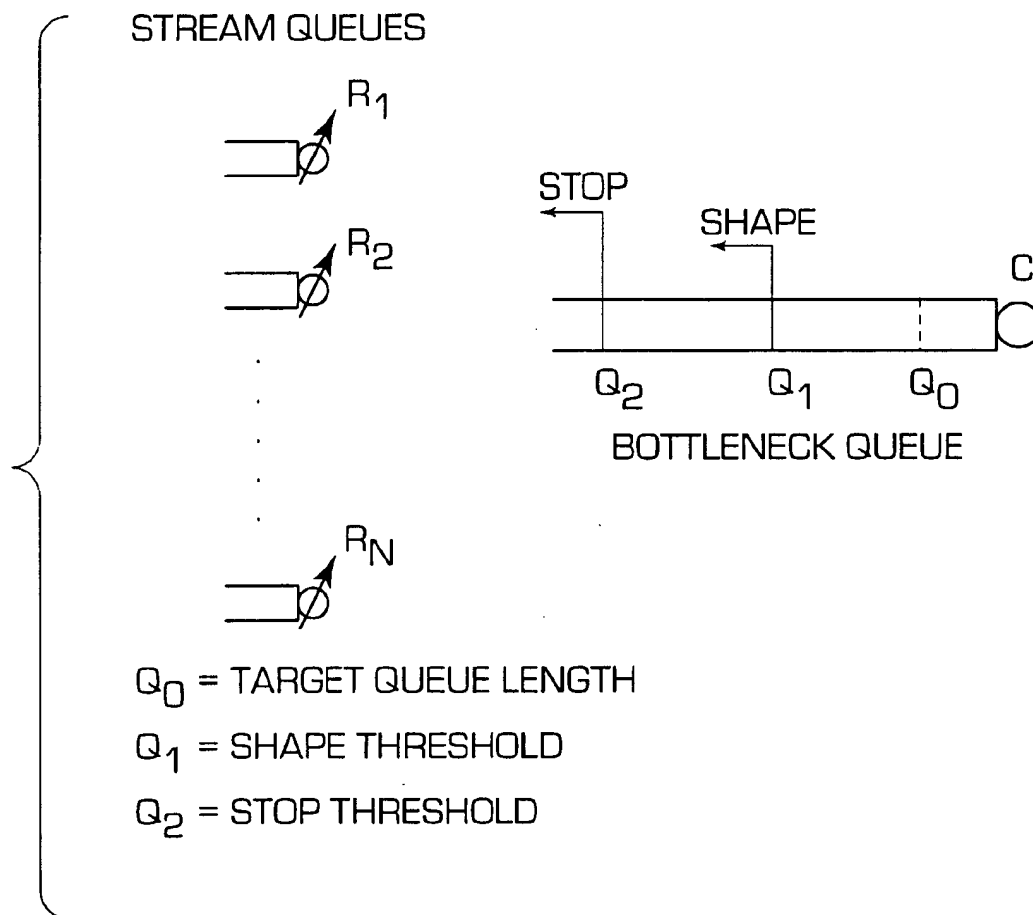 STREAM QUEUES
R1
R2
RN
STOP
SHAPE
C
Q2 Q1 Q0
BOTTLENECK QUEUE
Q0 = TARGET QUEUE LENGTH
Q1 = SHAPE THRESHOLD
Q2 = STOP THRESHOLD